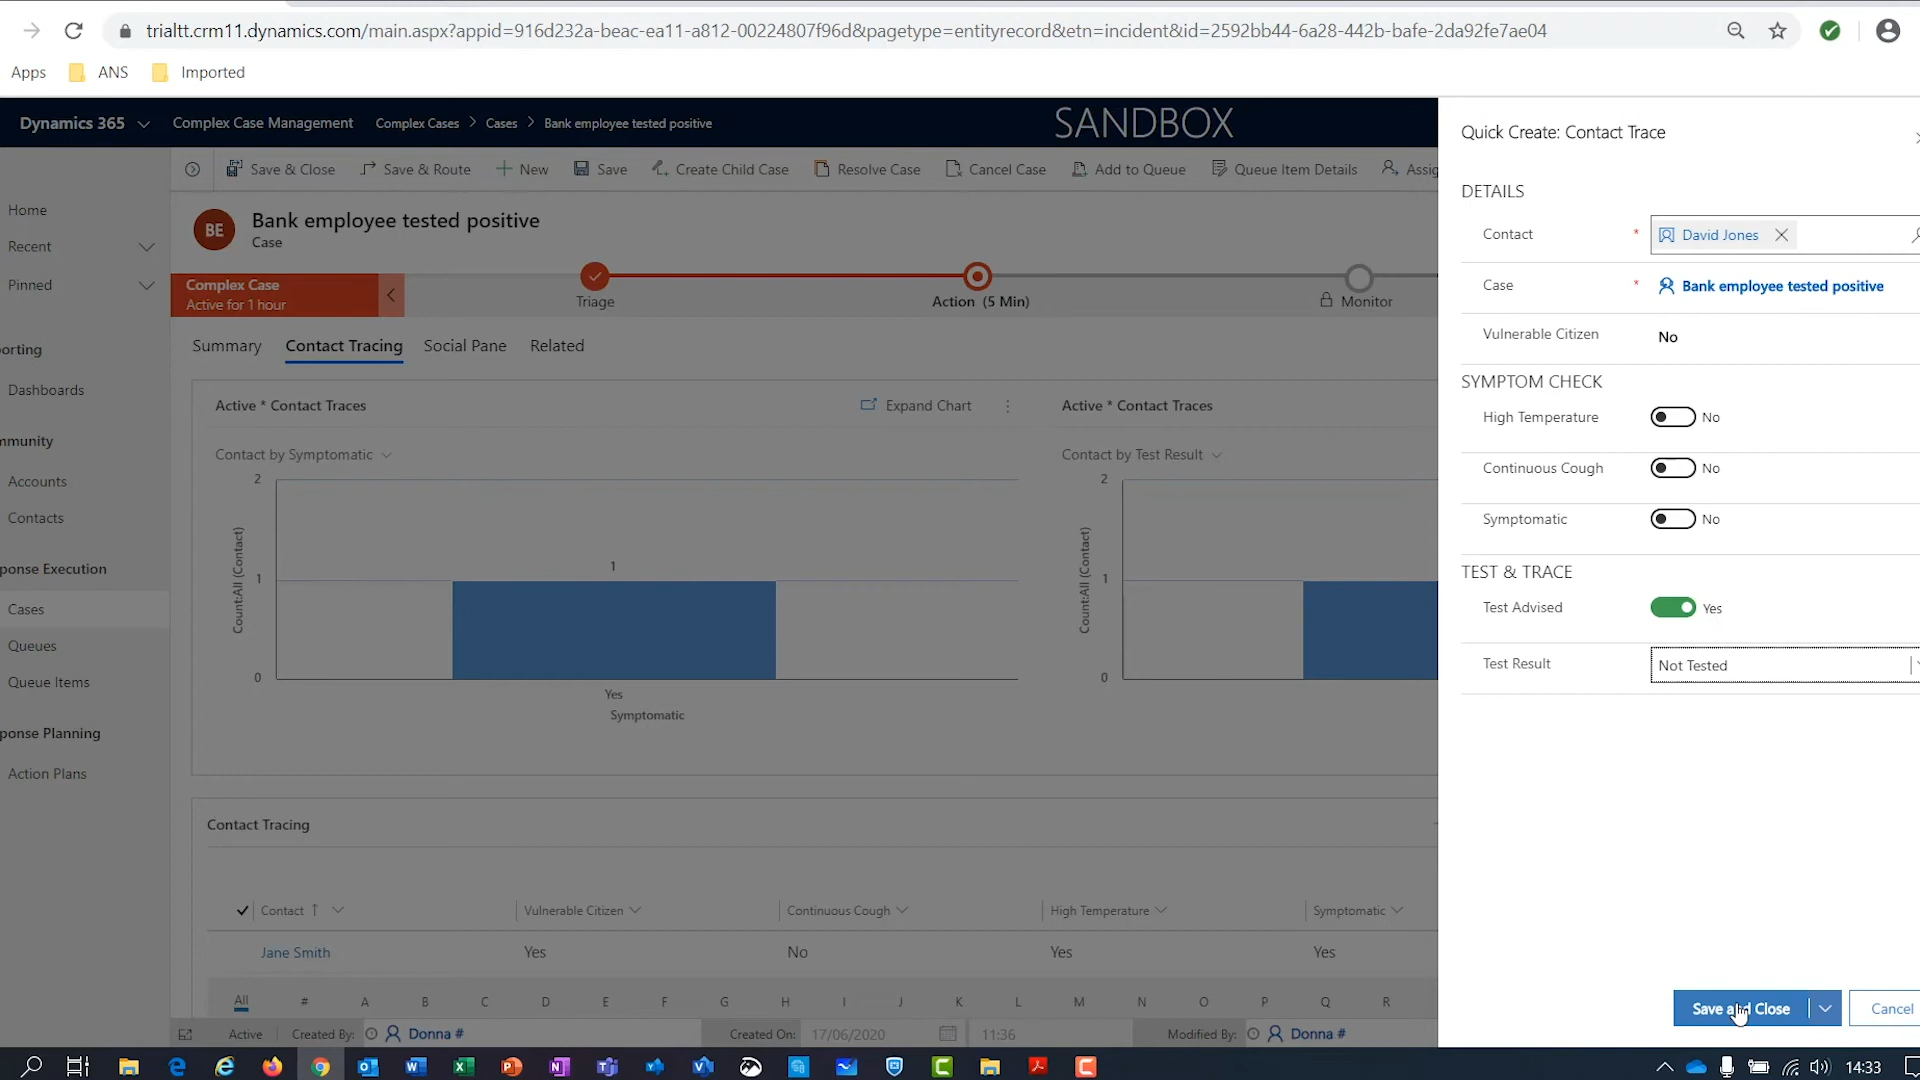 trialtt.crm11.dynamics.com/main.aspx?appid=916d232a-beac-ea11-a812-00224807f96d&pagetype=entityrecord&etn=incident&id=2592bb44-6a28-442b-bafe-2da92fe7ae04
Apps ANS Imported
Dynamics 365 Complex Case Management Complex Cases > Cases > Bank employee tested positive SANDBOX
Quick Create: Contact Trace
Save & Close Save & Route New Save Create Child Case Resolve Case Cancel Case Add to Queue Queue Item Details Assig
DETAILS
Home
BE
Bank employee tested positive
Case
Contact * David Jones
Recent
Pinned
Complex Case
Active for 1 hour
Triage
Action (5 Min)
Monitor
Case * Bank employee tested positive
Vulnerable Citizen No
orting
Summary Contact Tracing Social Pane Related
Dashboards
SYMPTOM CHECK
Active * Contact Traces Expand Chart Active * Contact Traces
High Temperature No
mmunity
Contact by Symptomatic Contact by Test Result
Continuous Cough No
Accounts
Contacts
Symptomatic No
2
1
0
Count:All (Contact)
1
Yes
Symptomatic
2
1
0
Count:All (Contact)
ponse Execution
TEST & TRACE
Cases
Test Advised Yes
Queues
Test Result Not Tested
Queue Items
ponse Planning
Action Plans
Contact Tracing
Contact ↑ Vulnerable Citizen Continuous Cough High Temperature Symptomatic
Jane Smith Yes No Yes Yes
All # A B C D E F G H I J K L M N O P Q R
Save and Close Cancel
Active Created By: Donna # Created On: 17/06/2020 11:36 Modified By: Donna #
14:33